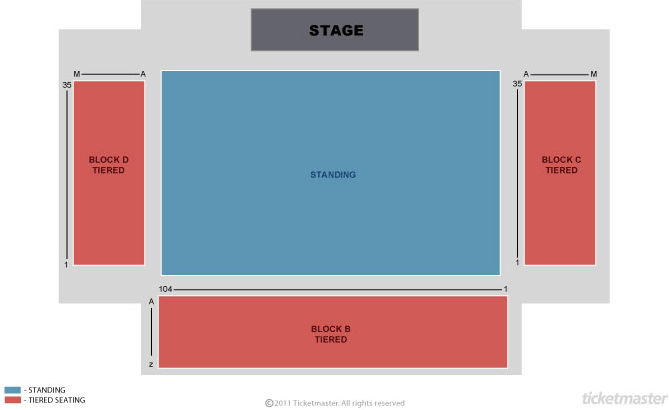 STAGE
M A
A M
35
35
BLOCK D
TIERED
STANDING
BLOCK C
TIERED
1
1
104 1
A
BLOCK B
TIERED
z
- STANDING
- TIERED SEATING
©2011 Ticketmaster. All rights reserved
ticketmaster